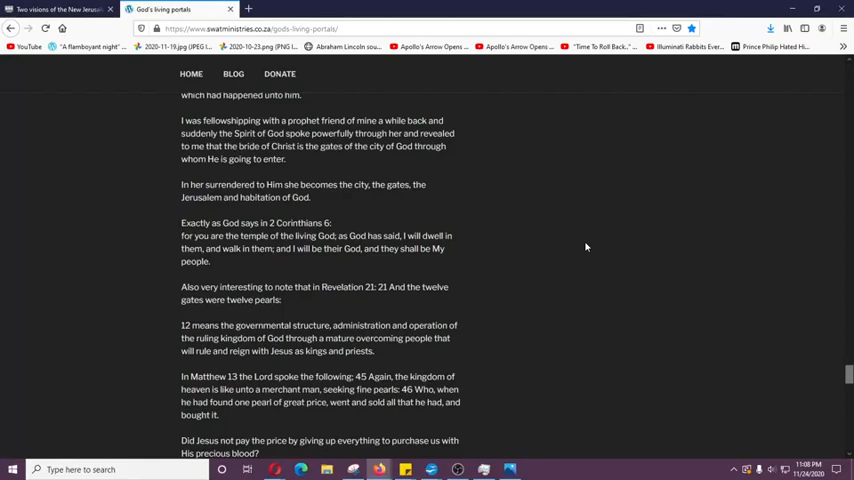 Two visions of the New Jerusale
God's living portals
https://www.swatministries.co.za/gods-living-portals/
YouTube
"A flamboyant night" ...
2020-11-19.jpg (JPEG I...
2020-10-23.png (PNG I...
Abraham Lincoln sou...
Apollo's Arrow Opens ...
Apollo's Arrow Opens ...
"Time To Roll Back."...
Illuminati Rabbits Ever...
Prince Philip Hated Hi...
HOME
BLOG
DONATE
which had happened unto him.
I was fellowshipping with a prophet friend of mine a while back and
suddenly the Spirit of God spoke powerfully through her and revealed
to me that the bride of Christ is the gates of the city of God through
whom He is going to enter.
In her surrendered to Him she becomes the city, the gates, the
Jerusalem and habitation of God.
Exactly as God says in 2 Corinthians 6:
for you are the temple of the living God; as God has said, I will dwell in
them, and walk in them; and I will be their God, and they shall be My
people.
Also very interesting to note that in Revelation 21: 21 And the twelve
gates were twelve pearls:
12 means the governmental structure, administration and operation of
the ruling kingdom of God through a mature overcoming people that
will rule and reign with Jesus as kings and priests.
In Matthew 13 the Lord spoke the following; 45 Again, the kingdom of
heaven is like unto a merchant man, seeking fine pearls: 46 Who, when
he had found one pearl of great price, went and sold all that he had, and
bought it.
Did Jesus not pay the price by giving up everything to purchase us with
His precious blood?
Type here to search
11:08 PM
11/24/2020